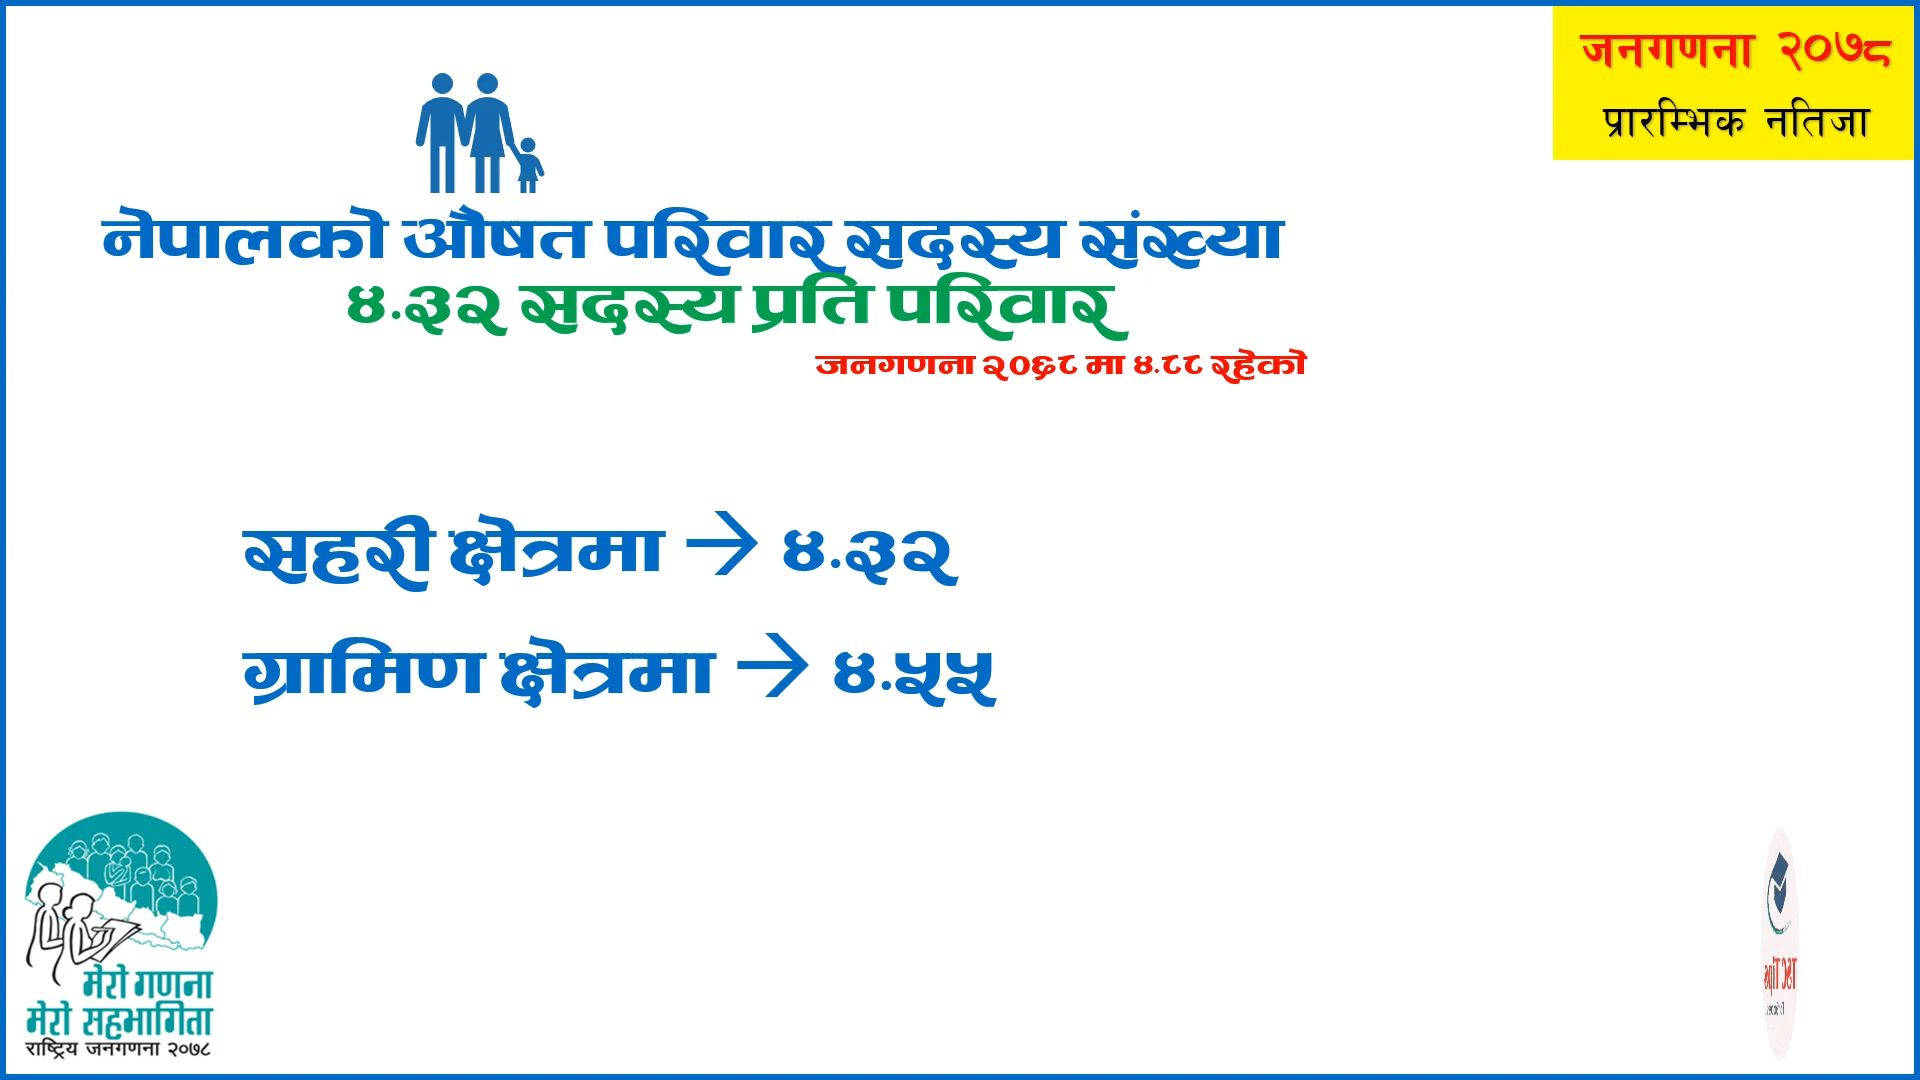 जनगणना २०७८
प्रारम्भिक नतिजा
नेपालको औषत परिवार सदस्य संख्या
४.३२ सदस्य प्रति परिवार
जनगणना २०६८ मा ४.८८ रहेको
सहरी क्षेत्रमा → ४.३२
ग्रामिण क्षेत्रमा → ४.५५
मेरो गणना
मेरो सहभागिता
राष्ट्रिय जनगणना २०७८